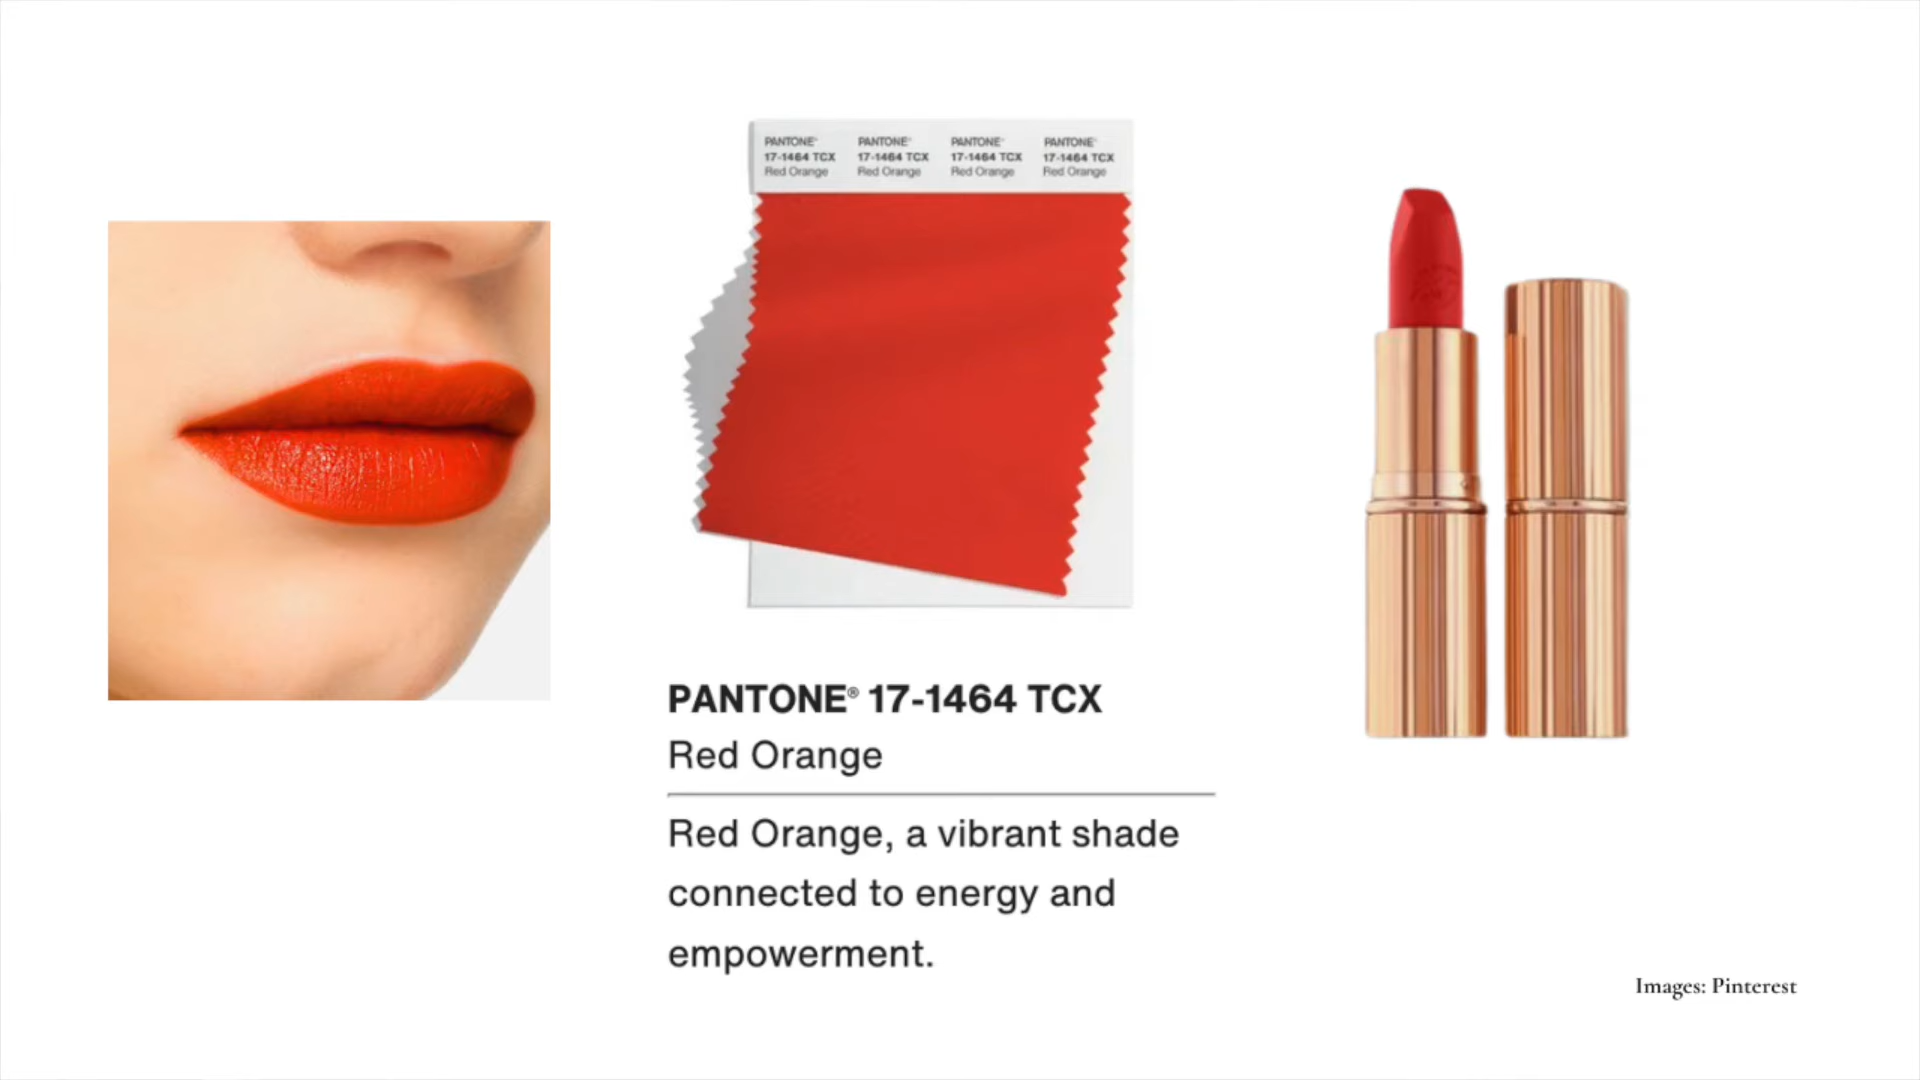 PANTONE® PANTONE® PANTONE® PANTONE®
17-1464 TCX 17-1464 TCX 17-1464 TCX 17-1464 TCX
Red Orange Red Orange Red Orange Red Orange
PANTONE® 17-1464 TCX
Red Orange
Red Orange, a vibrant shade
connected to energy and
empowerment.
Images: Pinterest